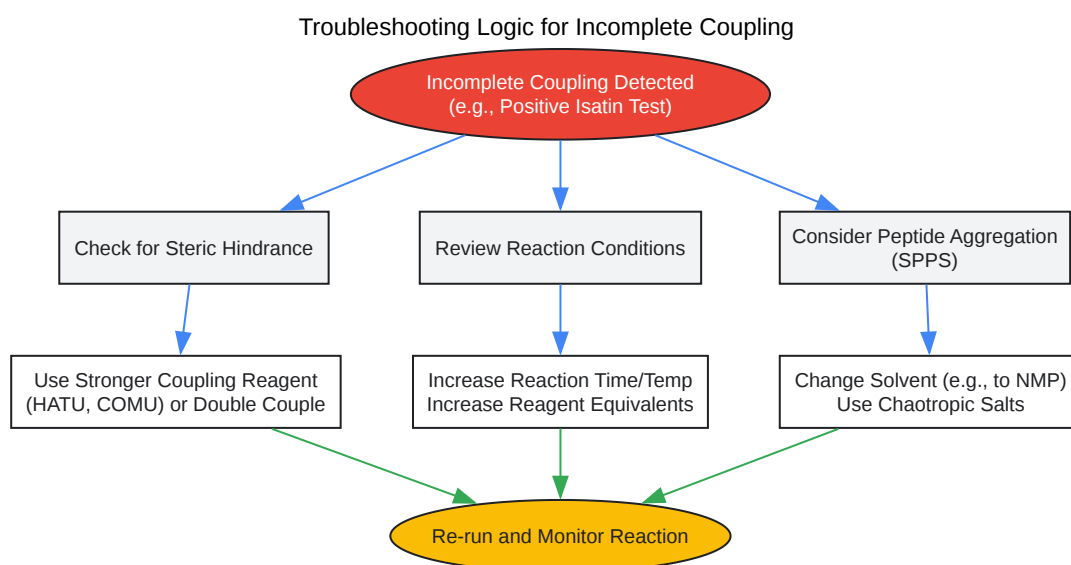 Troubleshooting Logic for Incomplete Coupling
Incomplete Coupling Detected
(e.g., Positive Isatin Test)
Check for Steric Hindrance
Review Reaction Conditions
Consider Peptide Aggregation
(SPPS)
Use Stronger Coupling Reagent
(HATU, COMU) or Double Couple
Increase Reaction Time/Temp
Increase Reagent Equivalents
Change Solvent (e.g., to NMP)
Use Chaotropic Salts
Re-run and Monitor Reaction